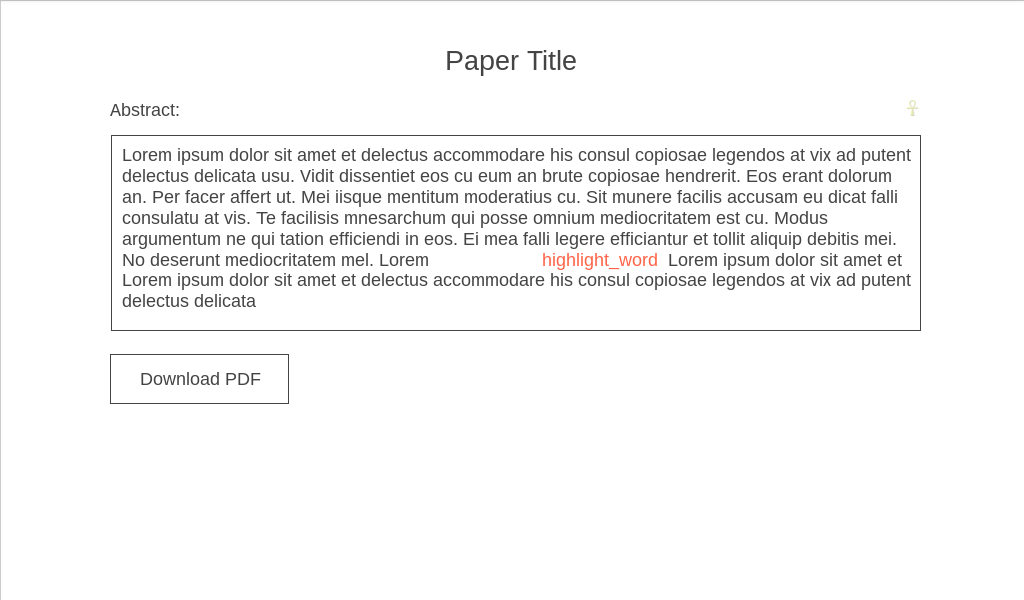 Paper Title
Abstract:
Lorem ipsum dolor sit amet et delectus accommodare his consul copiosae legendos at vix ad putent
delectus delicata usu. Vidit dissentiet eos cu eum an brute copiosae hendrerit. Eos erant dolorum
an. Per facer affert ut. Mei iisque mentitum moderatius cu. Sit munere facilis accusam eu dicat falli
consulatu at vis. Te facilisis mnesarchum qui posse omnium mediocritatem est cu. Modus
argumentum ne qui tation efficiendi in eos. Ei mea falli legere efficiantur et tollit aliquip debitis mei.
No deserunt mediocritatem mel. Lorem highlight_word Lorem ipsum dolor sit amet et
Lorem ipsum dolor sit amet et delectus accommodare his consul copiosae legendos at vix ad putent
delectus delicata
Download PDF